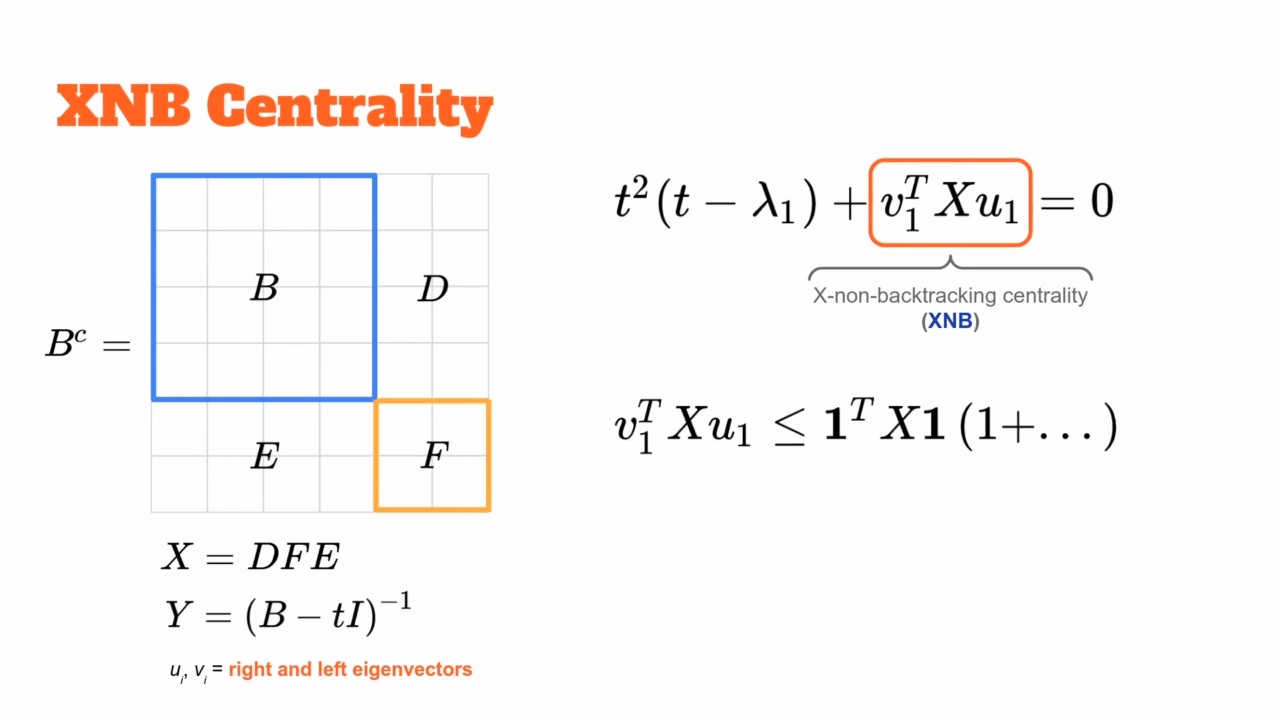 XNB Centrality
B^c =
B
D
E
F
X = DFE
Y = (B − tI)^{−1}
u_i, v_i = right and left eigenvectors
t^2(t − λ_1) + v_1^T X u_1 = 0
X-non-backtracking centrality
(XNB)
v_1^T X u_1 ≤ 1^T X 1 (1+...)